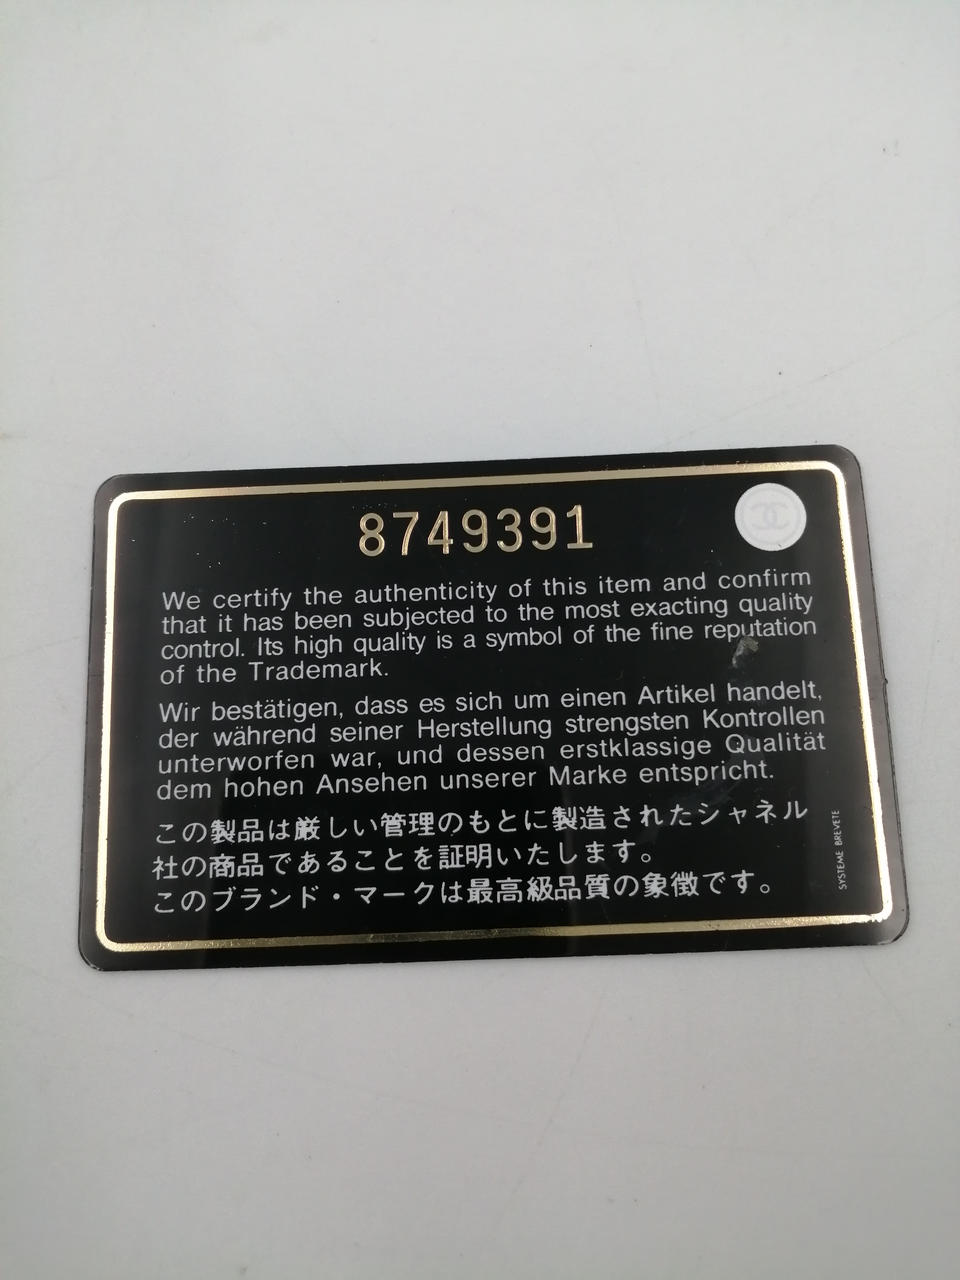 8749391
We certify the authenticity of this item and confirm
that it has been subjected to the most exacting quality
control. Its high quality is a symbol of the fine reputation
of the Trademark.
Wir bestätigen, dass es sich um einen Artikel handelt,
der während seiner Herstellung strengsten Kontrollen
unterworfen war, und dessen erstklassige Qualität
dem hohen Ansehen unserer Marke entspricht.
この製品は厳しい管理のもとに製造されたシャネル
社の商品であることを証明いたします。
このブランド・マークは最高級品質の象徴です。
SYSTEME BREVETE